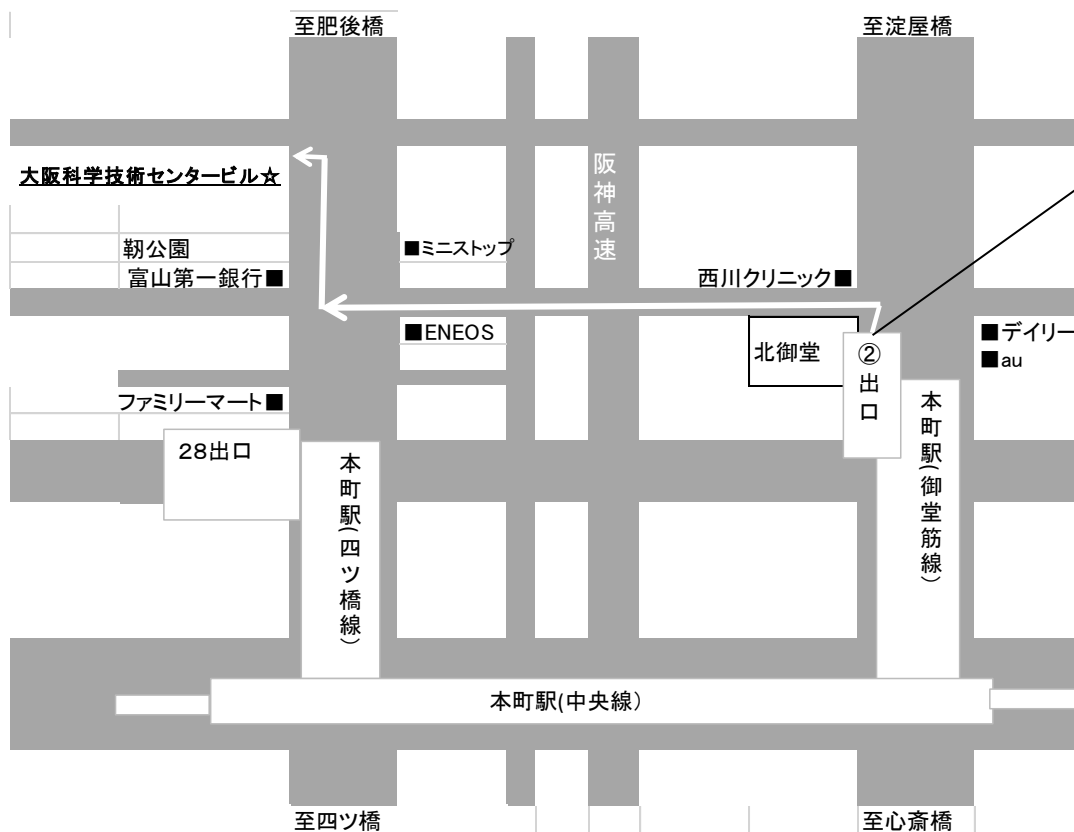 至肥後橋
至淀屋橋
阪神高速
大阪科学技術センタービル☆
靭公園
■ミニストップ
富山第一銀行■
西川クリニック■
■ENEOS
北御堂
②出口
■デイリー
■au
ファミリーマート■
本町駅(御堂筋線)
28出口
本町駅(四ツ橋線)
本町駅(中央線)
至四ツ橋
至心斎橋